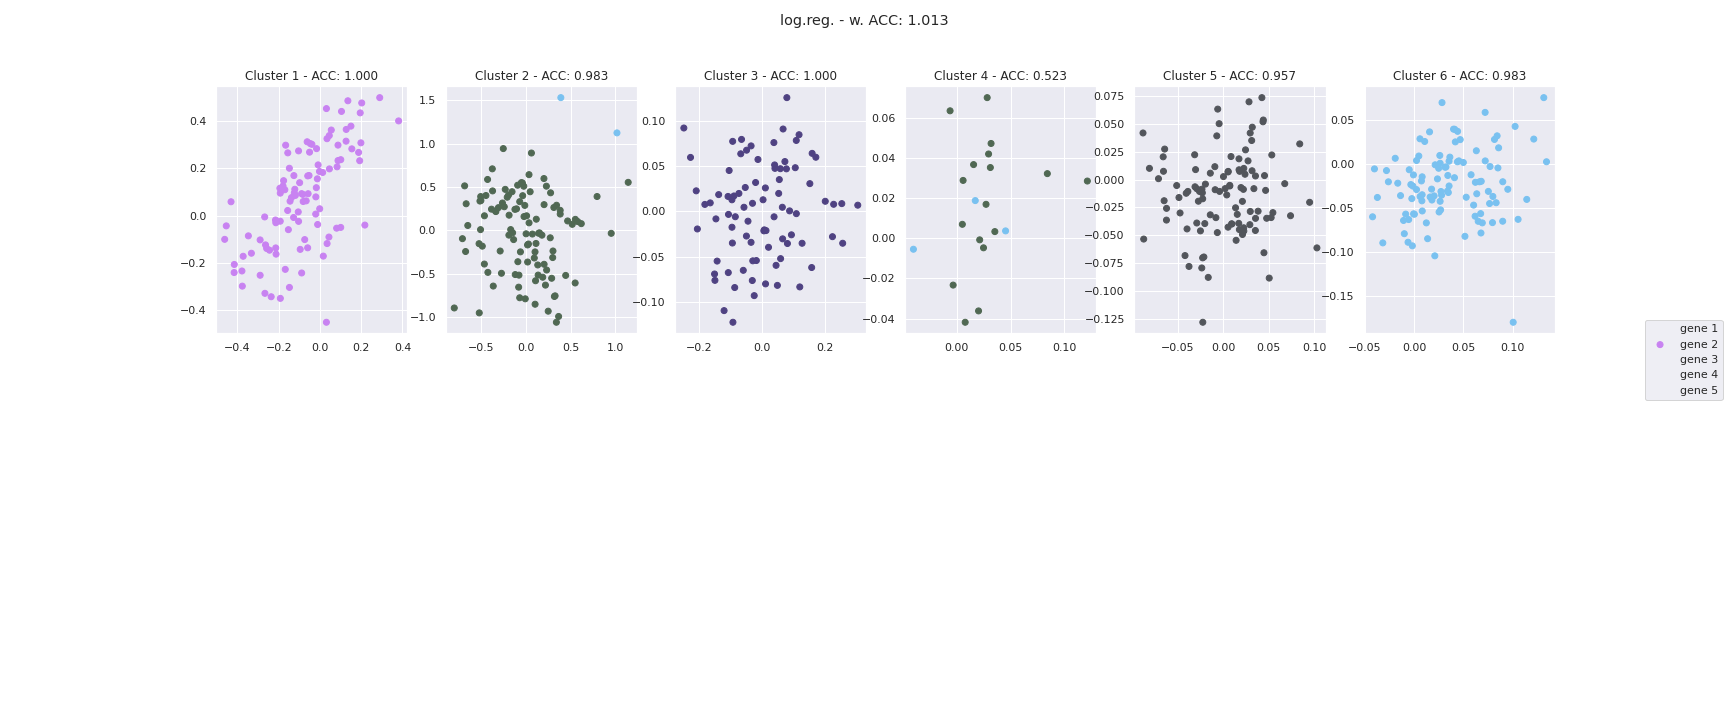 log.reg. - w. ACC: 1.013
Cluster 1 - ACC: 1.000
0.4
0.2
0.0
−0.2
−0.4
−0.4 −0.2 0.0 0.2 0.4
Cluster 2 - ACC: 0.983
1.5
1.0
0.5
0.0
−0.5
−1.0
−0.5 0.0 0.5 1.0
Cluster 3 - ACC: 1.000
0.10
0.05
0.00
−0.05
−0.10
−0.2 0.0 0.2
Cluster 4 - ACC: 0.523
0.06
0.04
0.02
0.00
−0.02
−0.04
0.00 0.05 0.10
Cluster 5 - ACC: 0.957
0.075
0.050
0.025
0.000
−0.025
−0.050
−0.075
−0.100
−0.125
−0.05 0.00 0.05 0.10
Cluster 6 - ACC: 0.983
0.05
0.00
−0.05
−0.10
−0.15
−0.05 0.00 0.05 0.10
gene 1
gene 2
gene 3
gene 4
gene 5